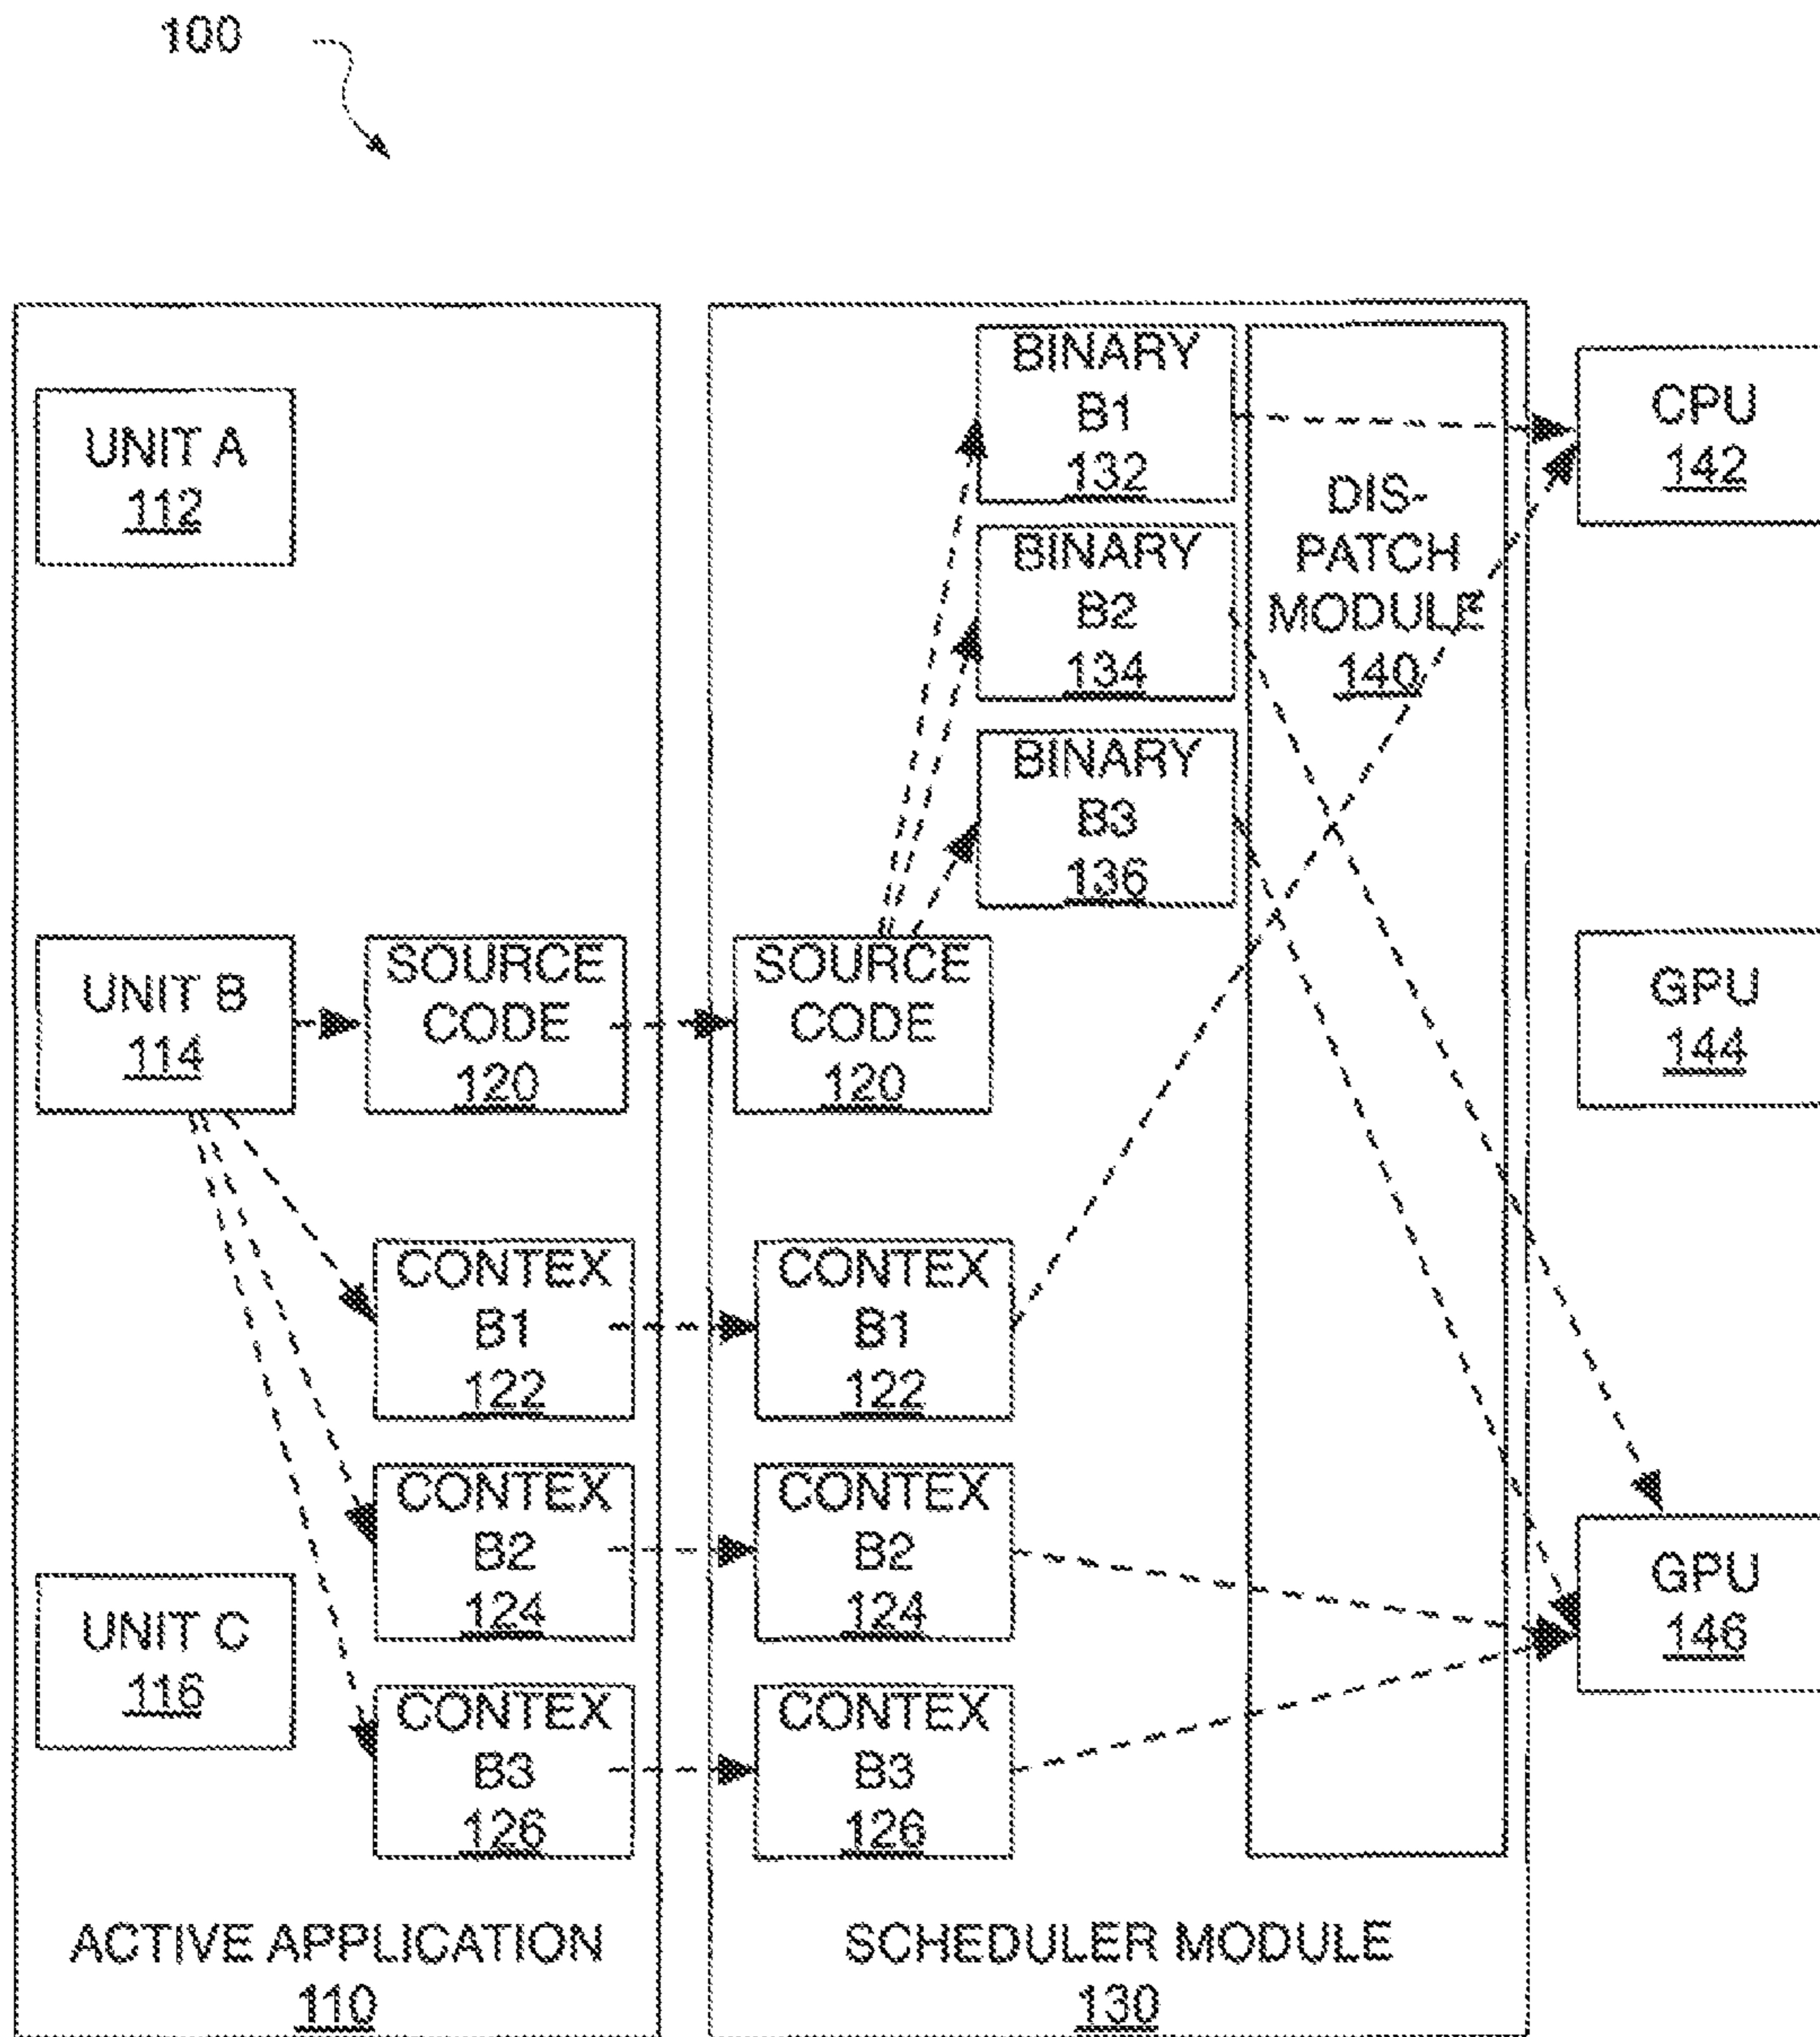 100
UNIT A
112
UNIT B
114
UNIT C
116
SOURCE
CODE
120
CONTEX
B1
122
CONTEX
B2
124
CONTEX
B3
126
ACTIVE APPLICATION
110
BINARY
B1
132
BINARY
B2
134
BINARY
B3
136
SOURCE
CODE
120
CONTEX
B1
122
CONTEX
B2
124
CONTEX
B3
126
DIS-
PATCH
MODULE
140
SCHEDULER MODULE
130
CPU
142
GPU
144
GPU
146